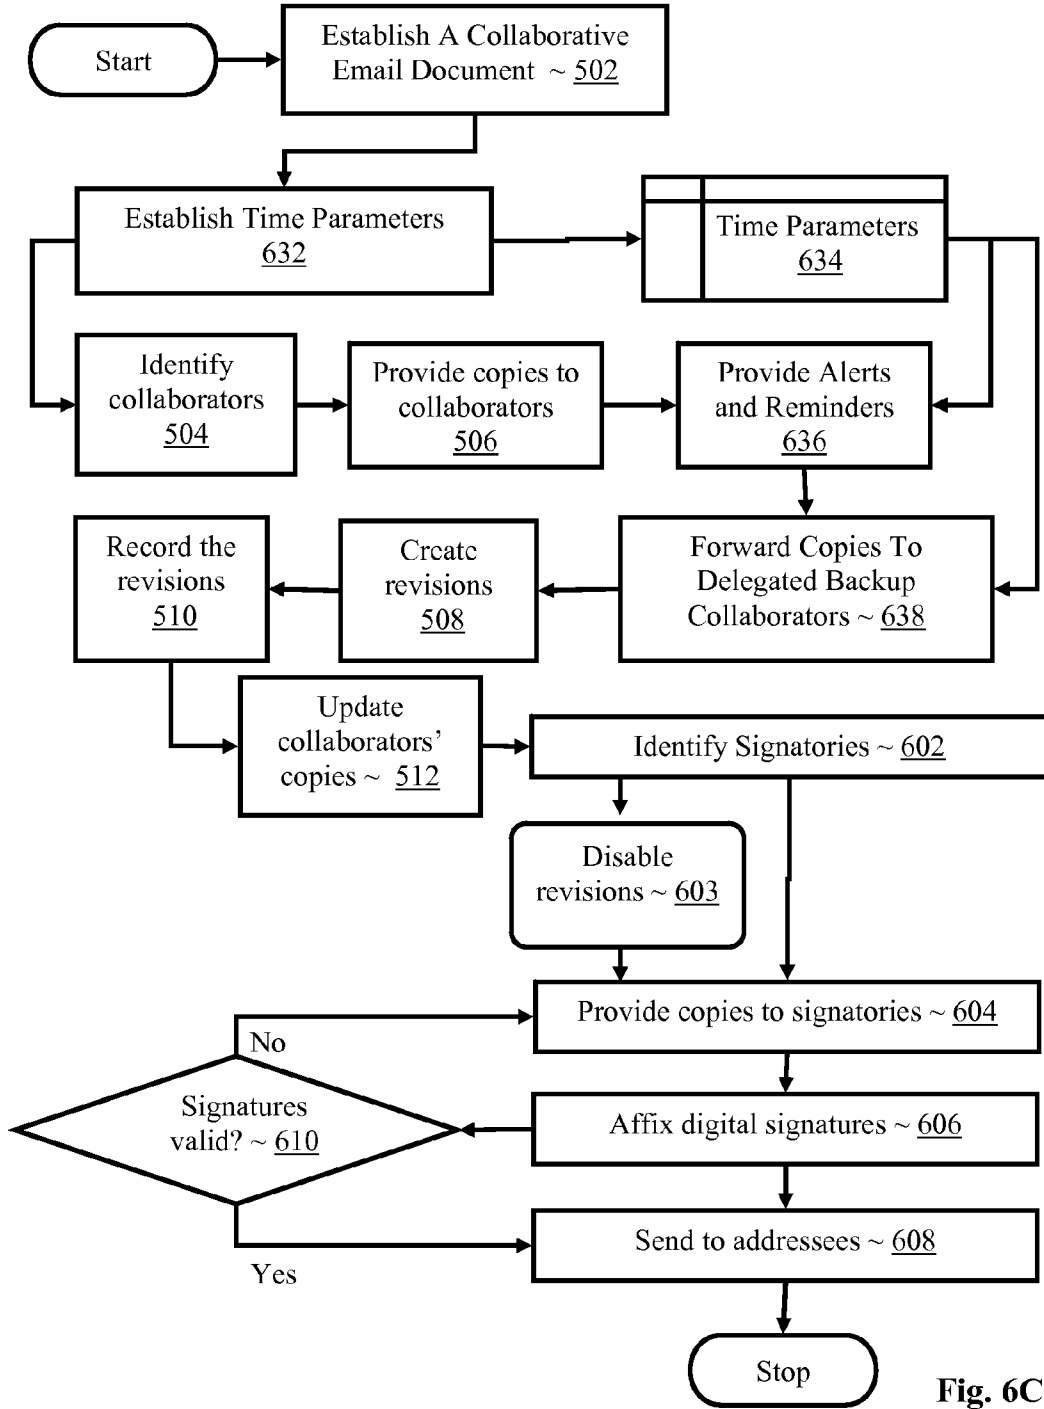 Start
Establish A Collaborative
Email Document ~ 502
Establish Time Parameters
632
Time Parameters
634
Identify
collaborators
504
Provide copies to
collaborators
506
Provide Alerts
and Reminders
636
Record the
revisions
510
Create
revisions
508
Forward Copies To
Delegated Backup
Collaborators ~ 638
Update
collaborators’
copies ~ 512
Identify Signatories ~ 602
Disable
revisions ~ 603
Provide copies to signatories ~ 604
No
Signatures
valid? ~ 610
Affix digital signatures ~ 606
Send to addressees ~ 608
Yes
Stop
Fig. 6C